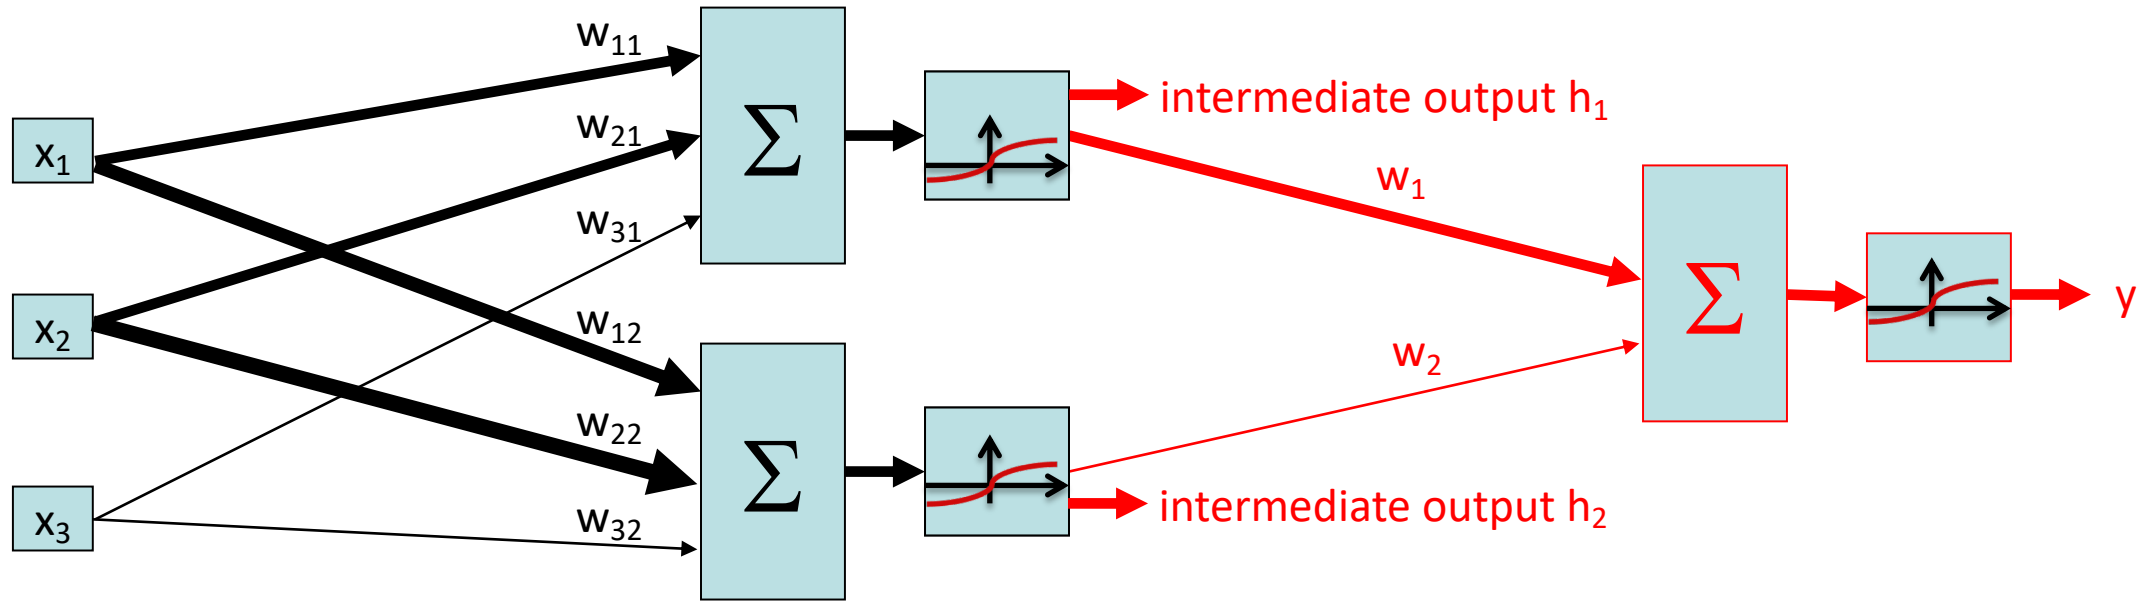 w₁₁
x₁
w₂₁
Σ
intermediate output h₁
w₃₁
w₁
x₂
w₁₂
Σ
y
w₂
w₂₂
Σ
x₃
w₃₂
intermediate output h₂